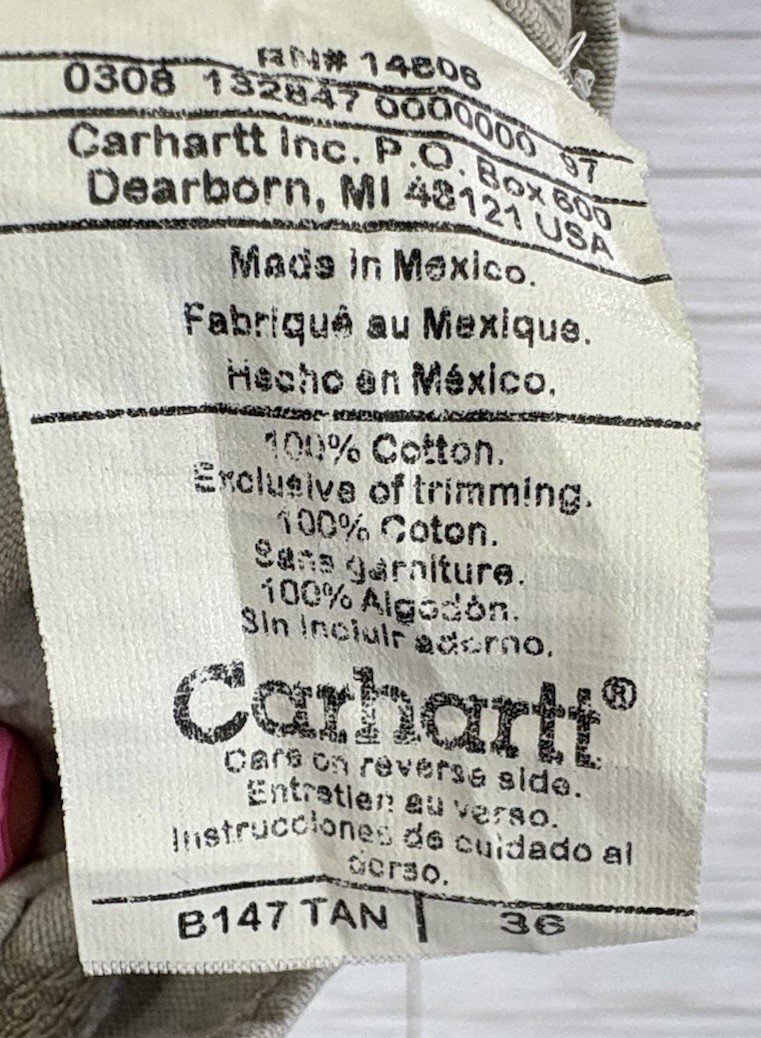 RN# 14806
0308 132847 0000000 97
Carhartt Inc. P.O. Box 600
Dearborn, MI 48121 USA
Made in Mexico.
Fabriqué au Mexique.
Hecho en México.
100% Cotton.
Exclusive of trimming.
100% Coton.
Sans garniture.
100% Algodón.
Sin incluir adorno.
Carhartt®
Care on reverse side.
Entretien au verso.
Instrucciones de cuidado al
dorso.
B147 TAN | 36